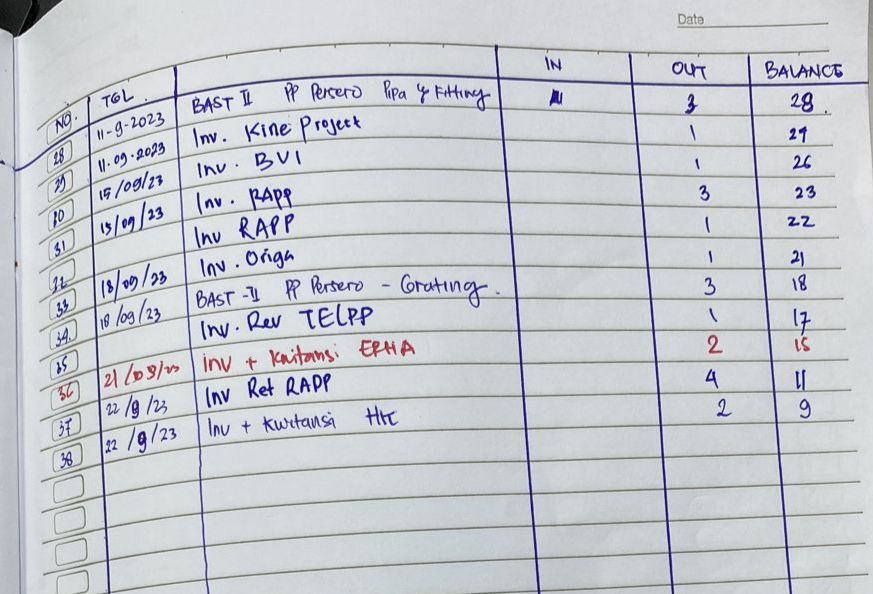 Date
NO. TGL. IN OUT BALANCE
28 11-9-2023 BAST II PP Persero Pipa & Fitting 3 28.
29 11.09.2023 Inv. Kine Project 1 27
30 15/09/23 Inv. BVI 1 26
31 15/09/23 Inv. RAPP 3 23
32 Inv RAPP 1 22
33 18/09/23 Inv. Origa 1 21
34. 18/09/23 BAST-II PP Persero - Grating. 3 18
35 Inv. Rev TELPP 1 17
36 21/09/23 inv + kwitansi ERHA 2 15
37 22/9/23 Inv Ret RAPP 4 11
38 22/9/23 Inv + kwitansi HK 2 9